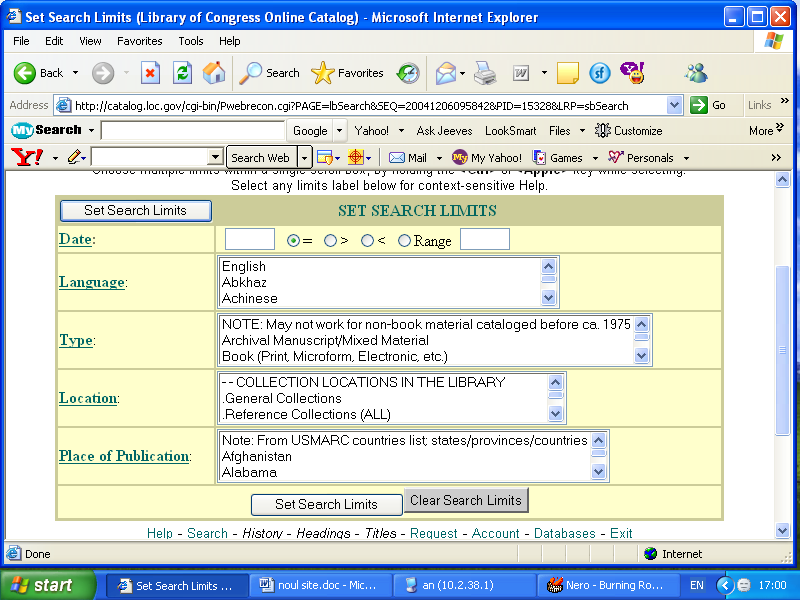 Set Search Limits (Library of Congress Online Catalog) - Microsoft Internet Explorer
File Edit View Favorites Tools Help
Back Search Favorites W sf Y!
Address http://catalog.loc.gov/cgi-bin/Pwebrecon.cgi?PAGE=lbSearch&SEQ=20041206095842&PID=15328&LRP=sbSearch Go Links »
My Search Google Yahoo! Ask Jeeves LookSmart Files Customize More »
Y! Search Web Mail My Yahoo! Games Personals »
Choose multiple limits within a single scroll box, by holding the <Ctrl> or <Apple> key while selecting.
Select any limits label below for context-sensitive Help.
Set Search Limits SET SEARCH LIMITS
Date: = > < Range
Language: English
Abkhaz
Achinese
Type: NOTE: May not work for non-book material cataloged before ca. 1975
Archival Manuscript/Mixed Material
Book (Print, Microform, Electronic, etc.)
Location: -- COLLECTION LOCATIONS IN THE LIBRARY
.General Collections
.Reference Collections (ALL)
Place of Publication: Note: From USMARC countries list; states/provinces/countries
Afghanistan
Alabama
Set Search Limits Clear Search Limits
Help - Search - History - Headings - Titles - Request - Account - Databases - Exit
Done Internet
start Set Search Limits ... noul site.doc - Mic... an (10.2.38.1) Nero - Burning Ro... EN 17:00